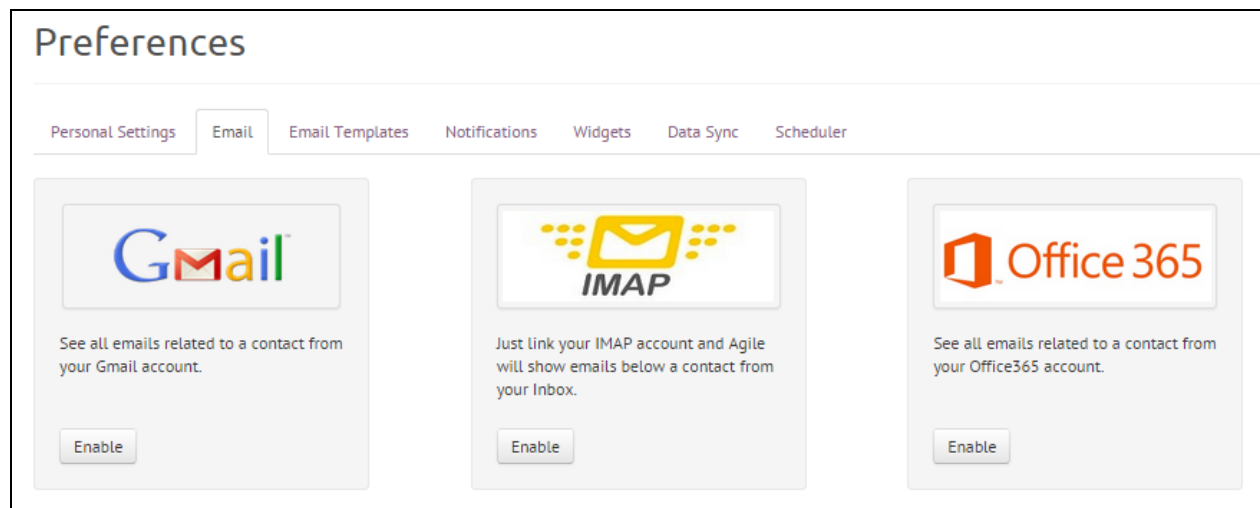 Preferences
Personal Settings Email Email Templates Notifications Widgets Data Sync Scheduler
Gmail™
See all emails related to a contact from
your Gmail account.
Enable
IMAP
Just link your IMAP account and Agile
will show emails below a contact from
your Inbox.
Enable
Office 365
™
See all emails related to a contact from
your Office365 account.
Enable